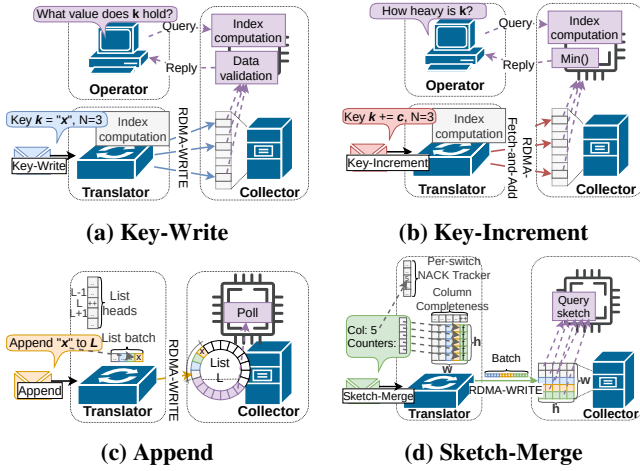 What value does k hold?
Query
Index
computation
Reply
Data
validation
Operator
Key k = "x", N=3
Index
computation
Key-Write
RDMA-WRITE
Translator
Collector
(a) Key-Write
How heavy is k?
Query
Index
computation
Reply
Min()
Operator
Key k += c, N=3
Index
computation
Key-Increment
RDMA-
Fetch-and-Add
Translator
Collector
(b) Key-Increment
L-1
L
L+1
++
List
heads
List batch
x
Append "x" to L
Append
RDMA-WRITE
Poll
List
L
Translator
Collector
(c) Append
Per-switch
NACK Tracker
Column
Completeness
Col: 5
Counters:
h
w
Sketch-Merge
Batch
RDMA-WRITE
Query
sketch
w
h
Translator
Collector
(d) Sketch-Merge